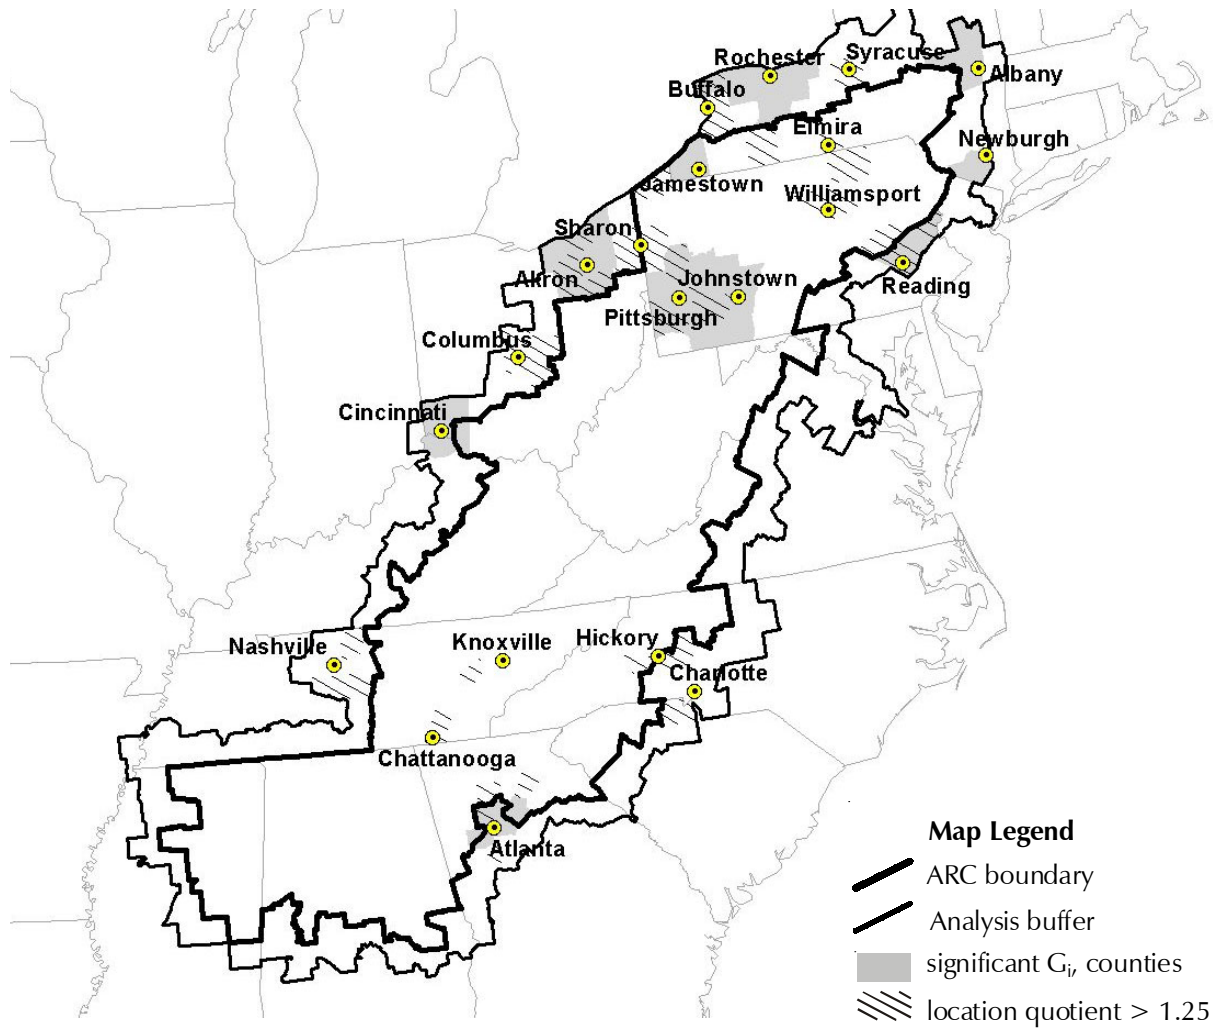 Syracuse
Rochester
Albany
Buffalo
Elmira
Newburgh
Jamestown
Williamsport
Sharon
Akron
Johnstown
Reading
Pittsburgh
Columbus
Cincinnati
Nashville
Knoxville
Hickory
Charlotte
Chattanooga
Atlanta
Map Legend
ARC boundary
Analysis buffer
significant Gi, counties
location quotient > 1.25